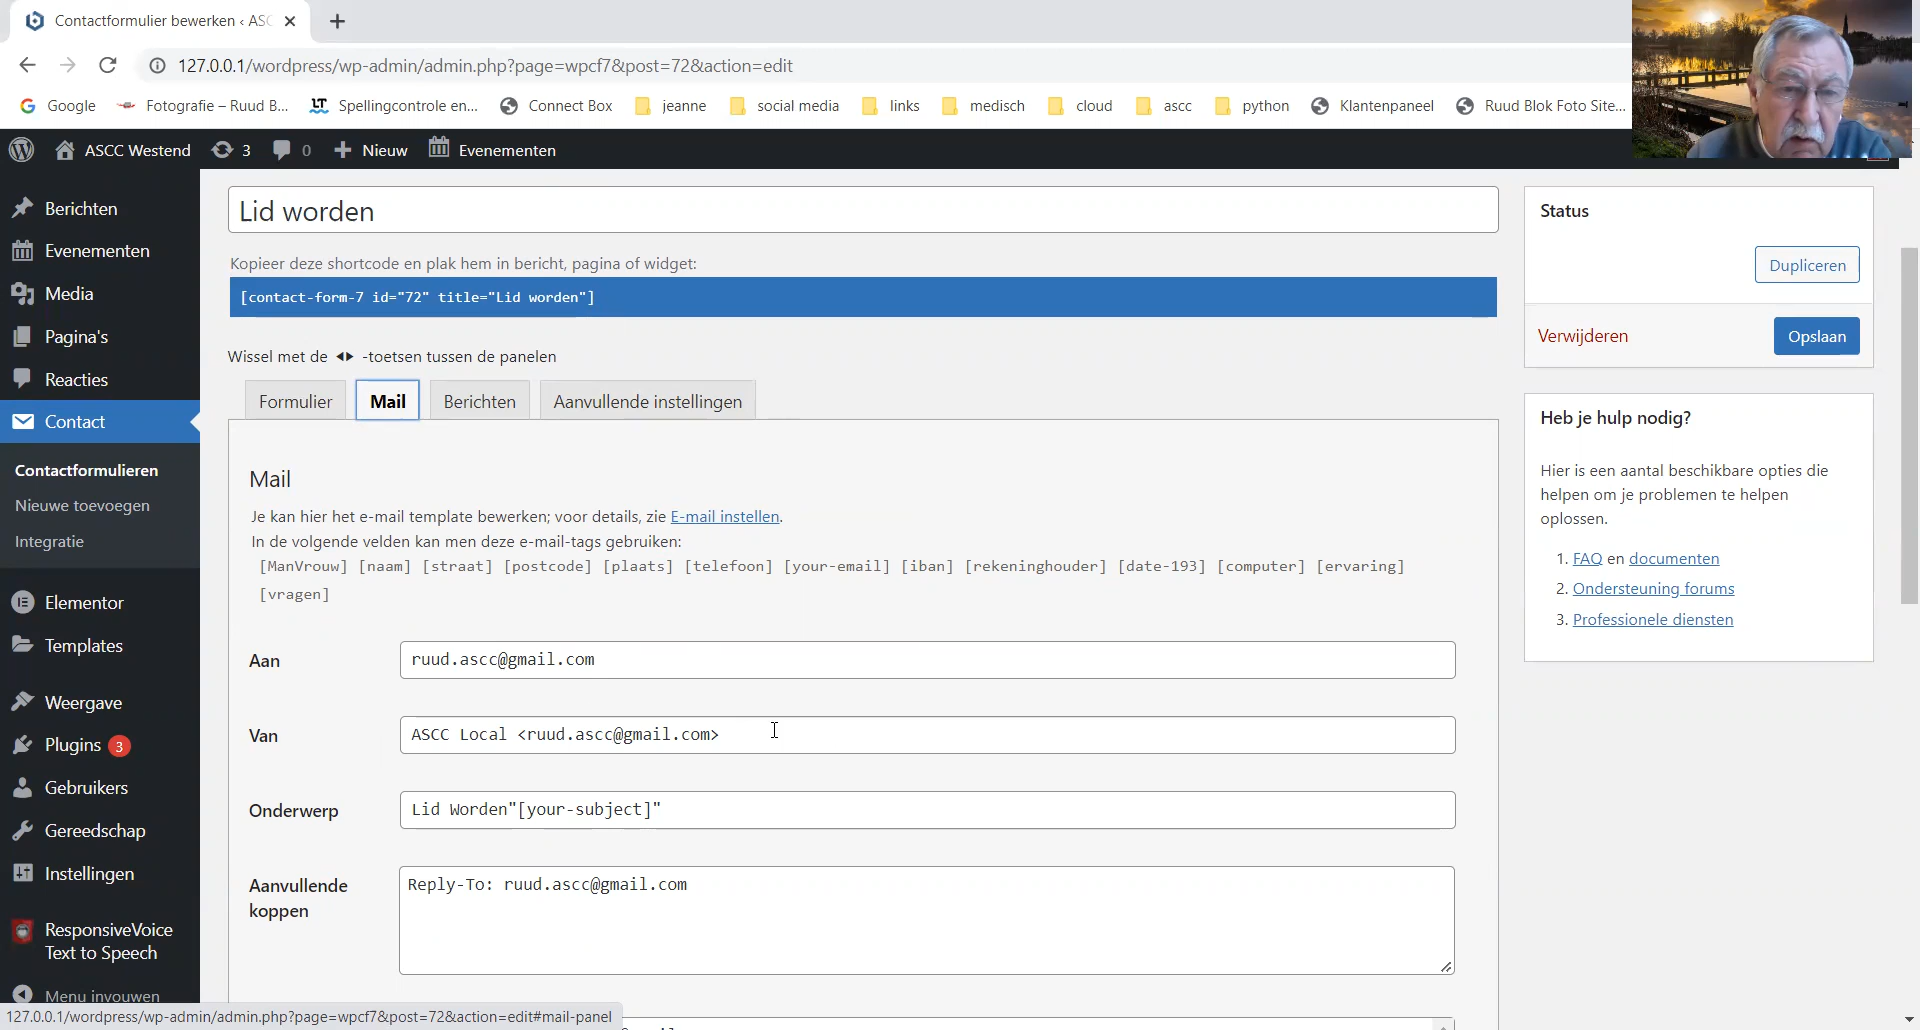 Contactformulier bewerken ‹ ASC
127.0.0.1/wordpress/wp-admin/admin.php?page=wpcf7&post=72&action=edit
Google
Fotografie – Ruud B...
Spellingcontrole en...
Connect Box
jeanne
social media
links
medisch
cloud
ascc
python
Klantenpaneel
Ruud Blok Foto Site...
ASCC Westend
3
0
Nieuw
Evenementen
Berichten
Evenementen
Media
Pagina's
Reacties
Contact
Contactformulieren
Nieuwe toevoegen
Integratie
Elementor
Templates
Weergave
Plugins 3
Gebruikers
Gereedschap
Instellingen
ResponsiveVoice
Text to Speech
Menu invouwen
Lid worden
Kopieer deze shortcode en plak hem in bericht, pagina of widget:
[contact-form-7 id="72" title="Lid worden"]
Wissel met de -toetsen tussen de panelen
Formulier
Mail
Berichten
Aanvullende instellingen
Mail
Je kan hier het e-mail template bewerken; voor details, zie E-mail instellen.
In de volgende velden kan men deze e-mail-tags gebruiken:
[ManVrouw] [naam] [straat] [postcode] [plaats] [telefoon] [your-email] [iban] [rekeninghouder] [date-193] [computer] [ervaring]
[vragen]
Aan
ruud.ascc@gmail.com
Van
ASCC Local <ruud.ascc@gmail.com>
Onderwerp
Lid Worden"[your-subject]"
Aanvullende
koppen
Reply-To: ruud.ascc@gmail.com
Status
Dupliceren
Verwijderen
Opslaan
Heb je hulp nodig?
Hier is een aantal beschikbare opties die
helpen om je problemen te helpen
oplossen.
1. FAQ en documenten
2. Ondersteuning forums
3. Professionele diensten
127.0.0.1/wordpress/wp-admin/admin.php?page=wpcf7&post=72&action=edit#mail-panel